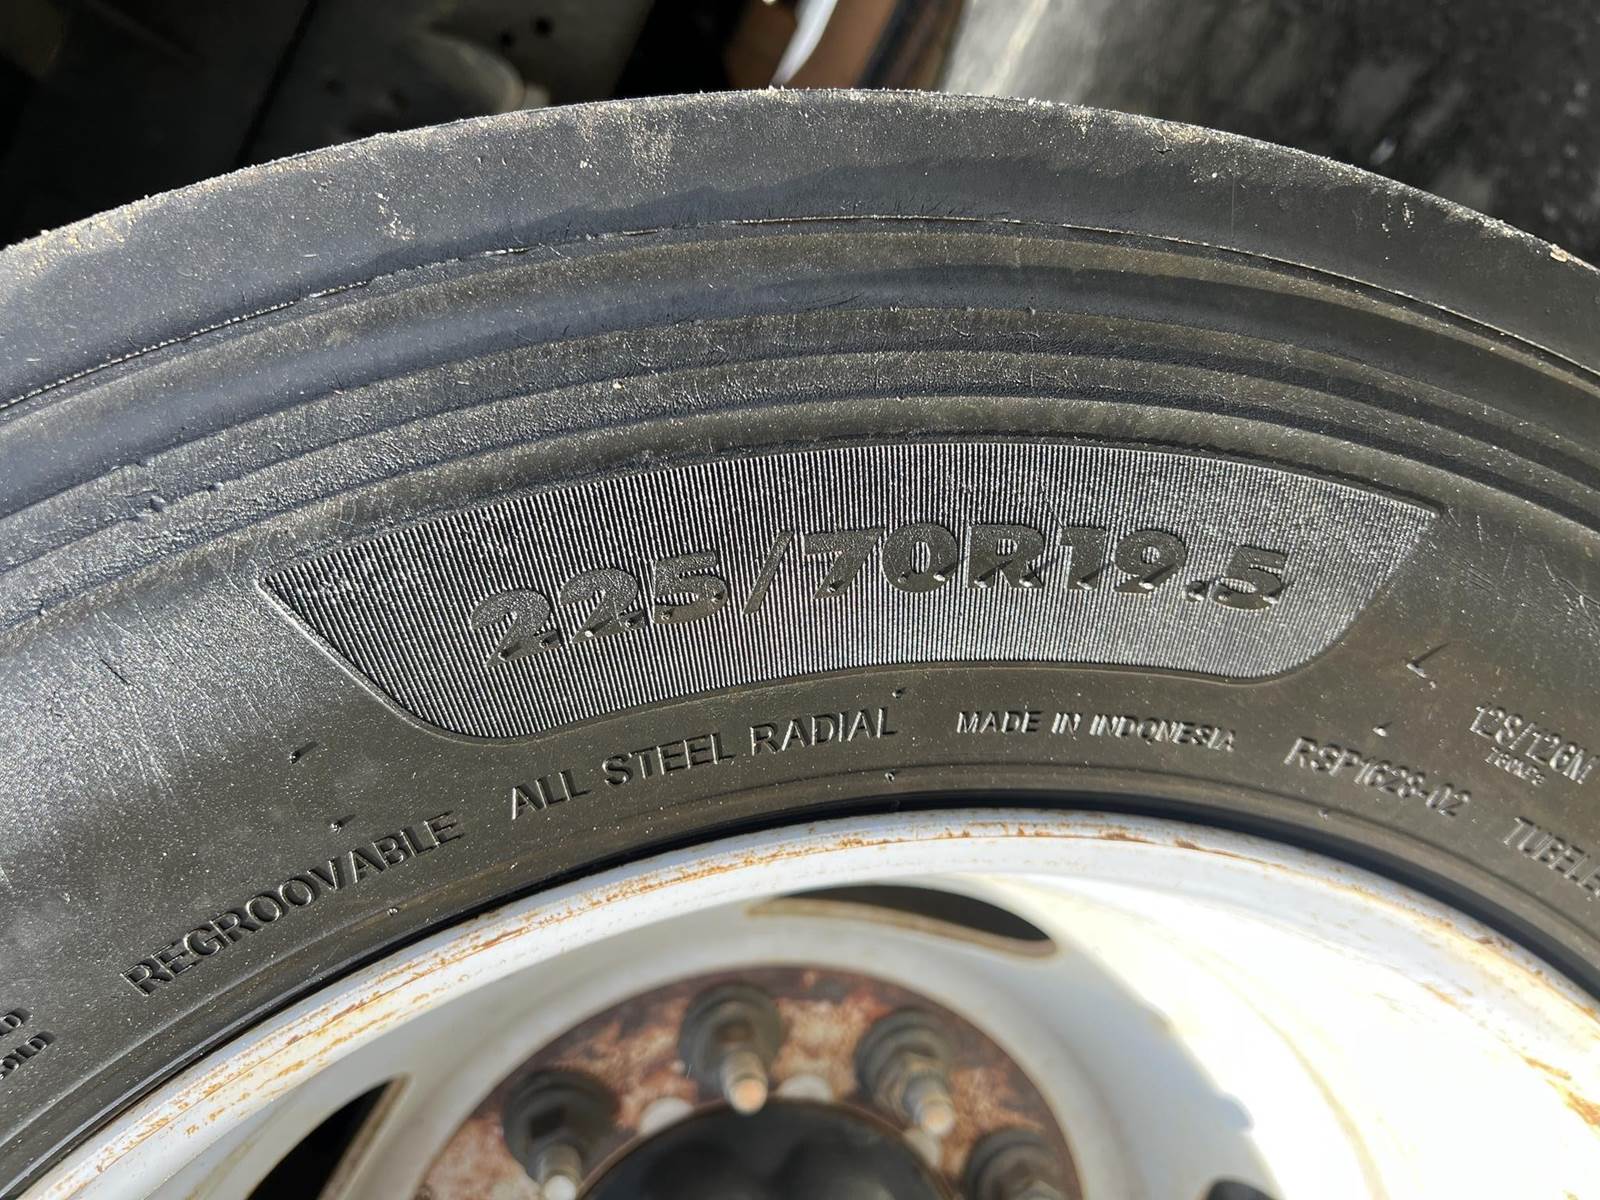 225/70R19.5
REGROOVABLE ALL STEEL RADIAL MADE IN INDONESIA RSP1628-02
128/126M